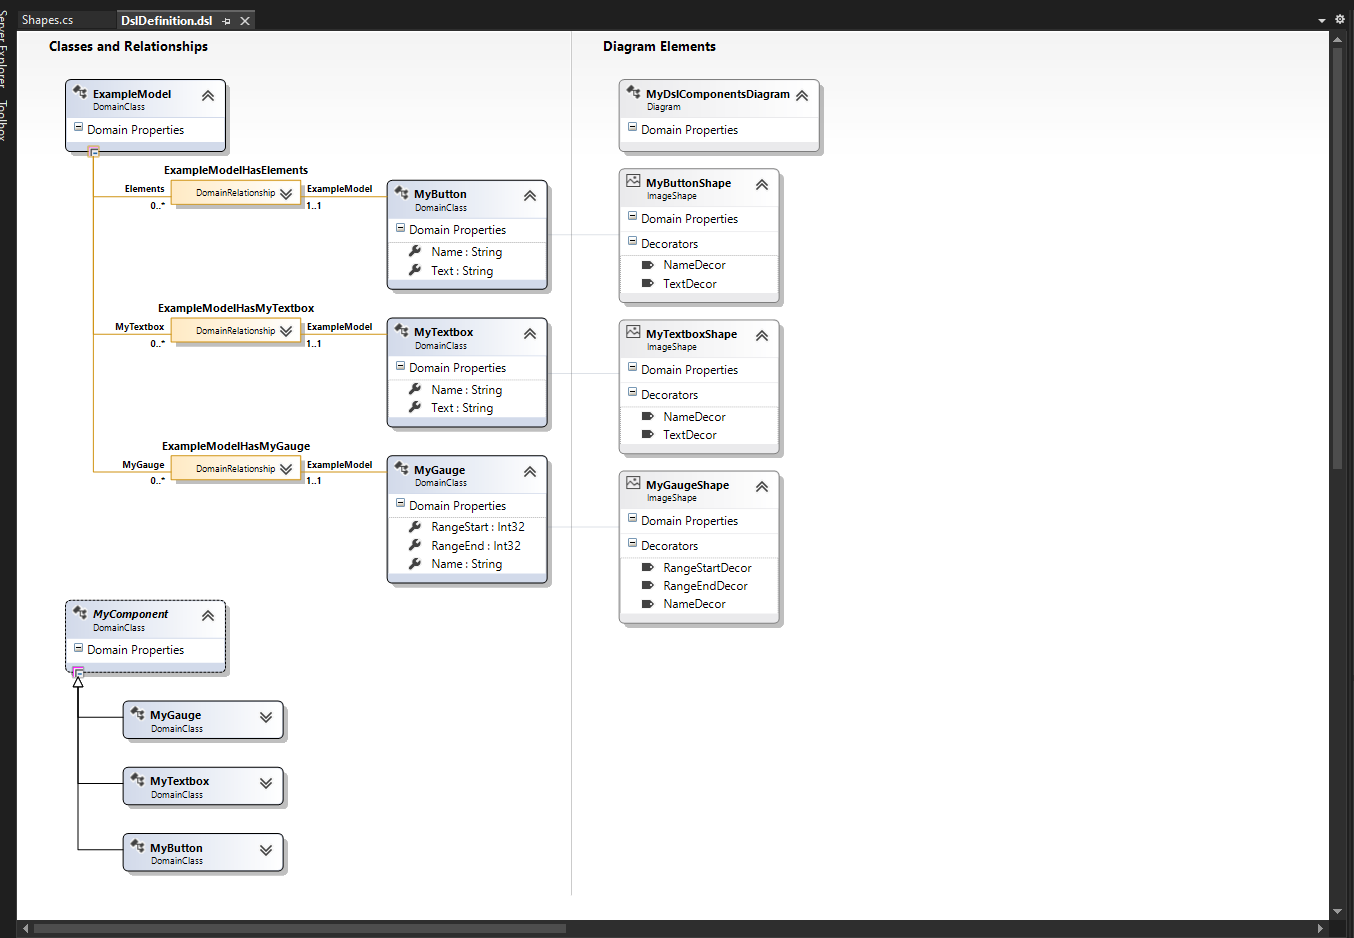 Shapes.cs
DslDefinition.dsl
Server Explorer
Toolbox
Classes and Relationships
Diagram Elements
ExampleModel
DomainClass
Domain Properties
ExampleModelHasElements
Elements
DomainRelationship
ExampleModel
0..*
1..1
MyButton
DomainClass
Domain Properties
Name : String
Text : String
ExampleModelHasMyTextbox
MyTextbox
DomainRelationship
ExampleModel
0..*
1..1
MyTextbox
DomainClass
Domain Properties
Name : String
Text : String
ExampleModelHasMyGauge
MyGauge
DomainRelationship
ExampleModel
0..*
1..1
MyGauge
DomainClass
Domain Properties
RangeStart : Int32
RangeEnd : Int32
Name : String
MyComponent
DomainClass
Domain Properties
MyGauge
DomainClass
MyTextbox
DomainClass
MyButton
DomainClass
MyDslComponentsDiagram
Diagram
Domain Properties
MyButtonShape
ImageShape
Domain Properties
Decorators
NameDecor
TextDecor
MyTextboxShape
ImageShape
Domain Properties
Decorators
NameDecor
TextDecor
MyGaugeShape
ImageShape
Domain Properties
Decorators
RangeStartDecor
RangeEndDecor
NameDecor